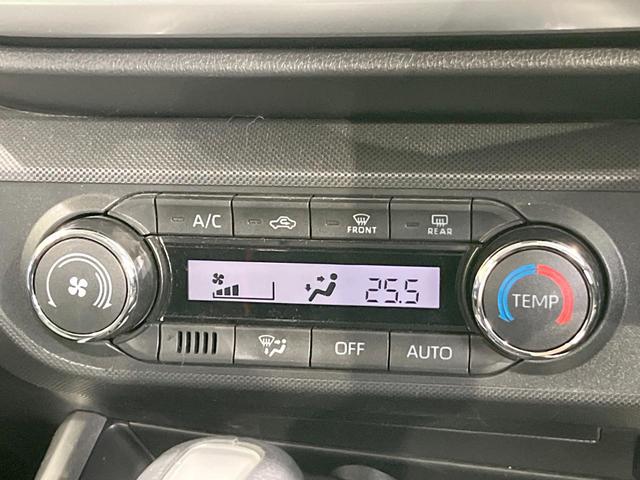 A/C
FRONT
REAR
25.5
TEMP
OFF
AUTO